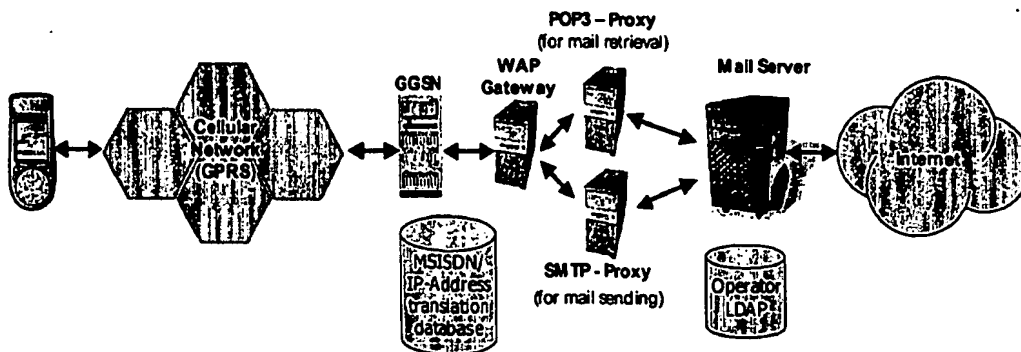 POP3 - Proxy
(for mail retrieval)
WAP
Gateway
Mail Server
GGSN
Cellular
Network
(GPRS)
Internet
MSISDN/
IP-Address
translation
database
SMTP - Proxy
(for mail sending)
Operator
LDAP